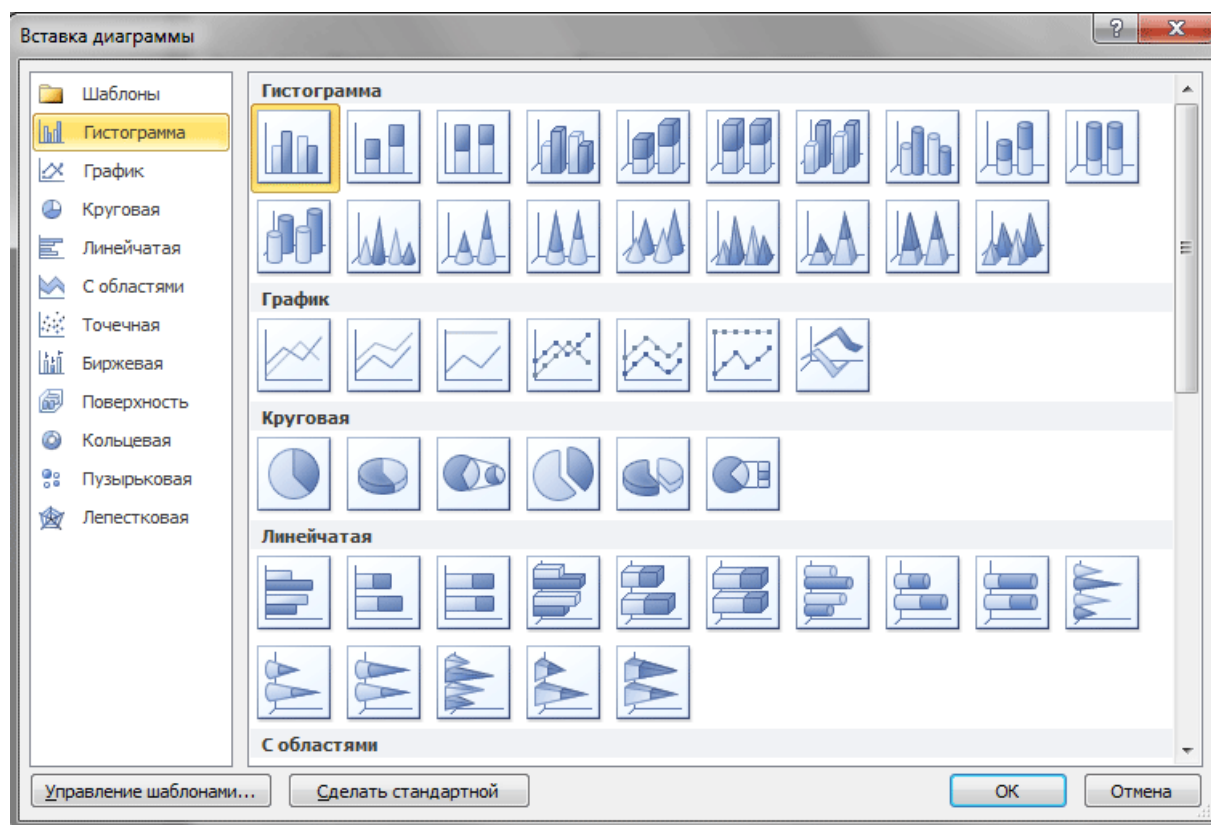 Вставка диаграммы
Шаблоны
Гистограмма
График
Круговая
Линейчатая
С областями
Точечная
Биржевая
Поверхность
Кольцевая
Пузырьковая
Лепестковая
Гистограмма
График
Круговая
Линейчатая
С областями
Управление шаблонами...
Сделать стандартной
ОК
Отмена